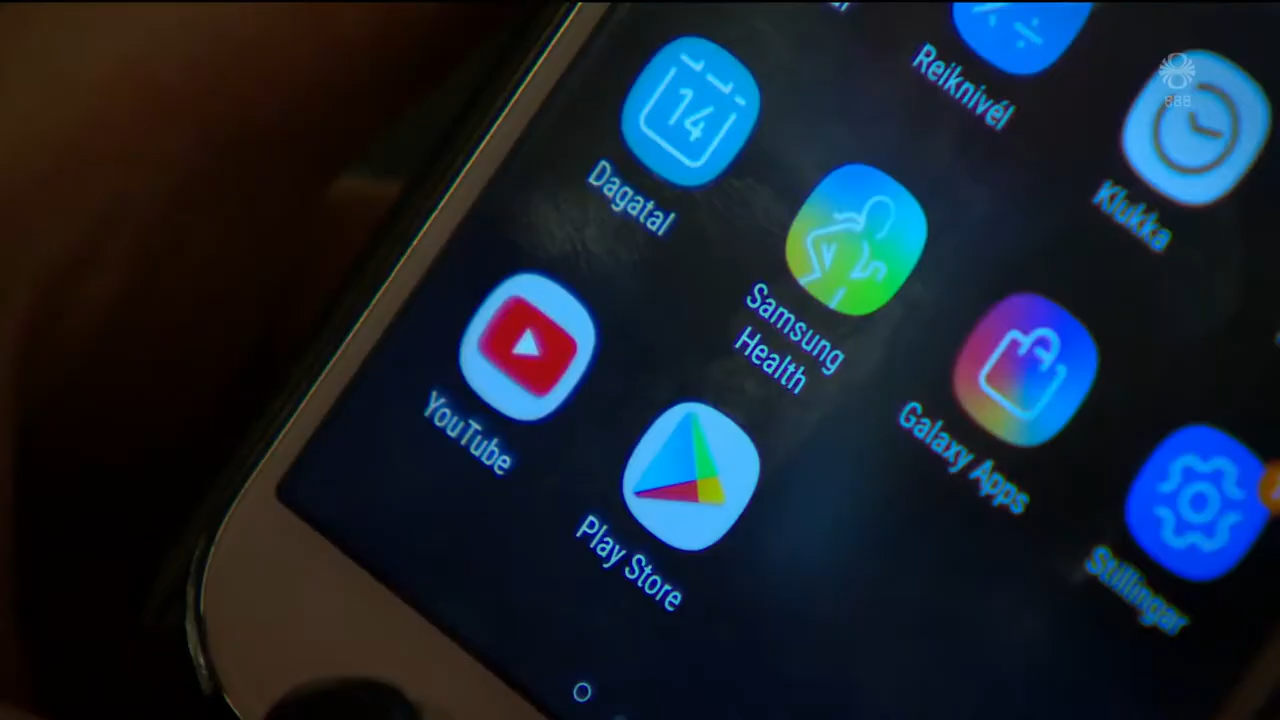 Reiknivél
888
14
Dagatal
Klukka
Samsung
Health
YouTube
Galaxy Apps
Play Store
Stillingar